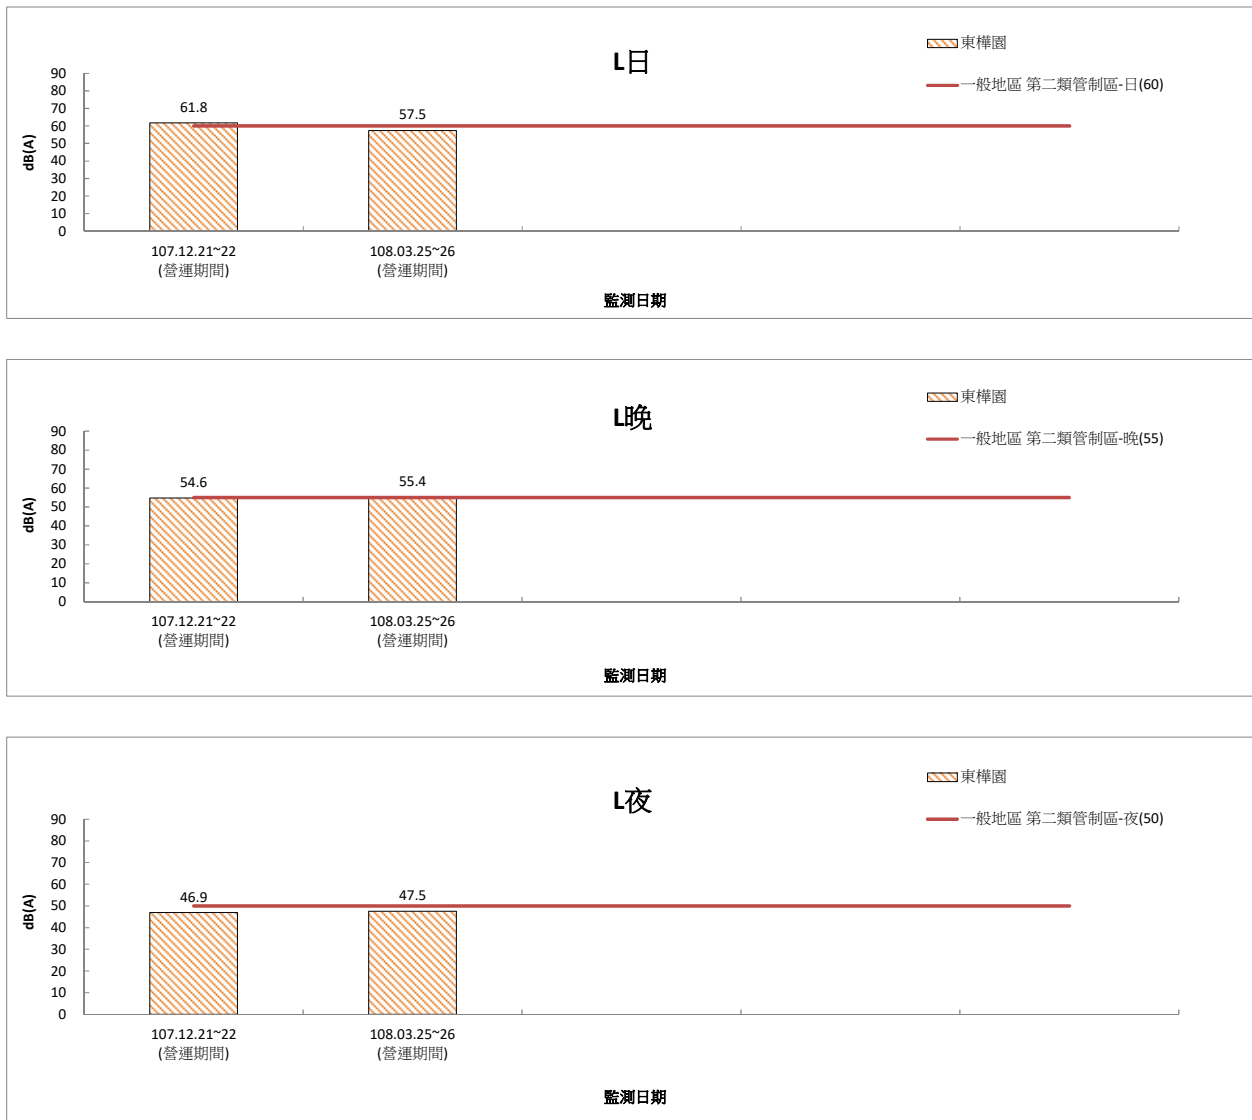 L日
東樺園
一般地區 第二類管制區-日(60)
dB(A)
90
80
70
60
50
40
30
20
10
0
61.8
57.5
107.12.21~22
(營運期間)
108.03.25~26
(營運期間)
監測日期
L晚
東樺園
一般地區 第二類管制區-晚(55)
dB(A)
90
80
70
60
50
40
30
20
10
0
54.6
55.4
107.12.21~22
(營運期間)
108.03.25~26
(營運期間)
監測日期
L夜
東樺園
一般地區 第二類管制區-夜(50)
dB(A)
90
80
70
60
50
40
30
20
10
0
46.9
47.5
107.12.21~22
(營運期間)
108.03.25~26
(營運期間)
監測日期